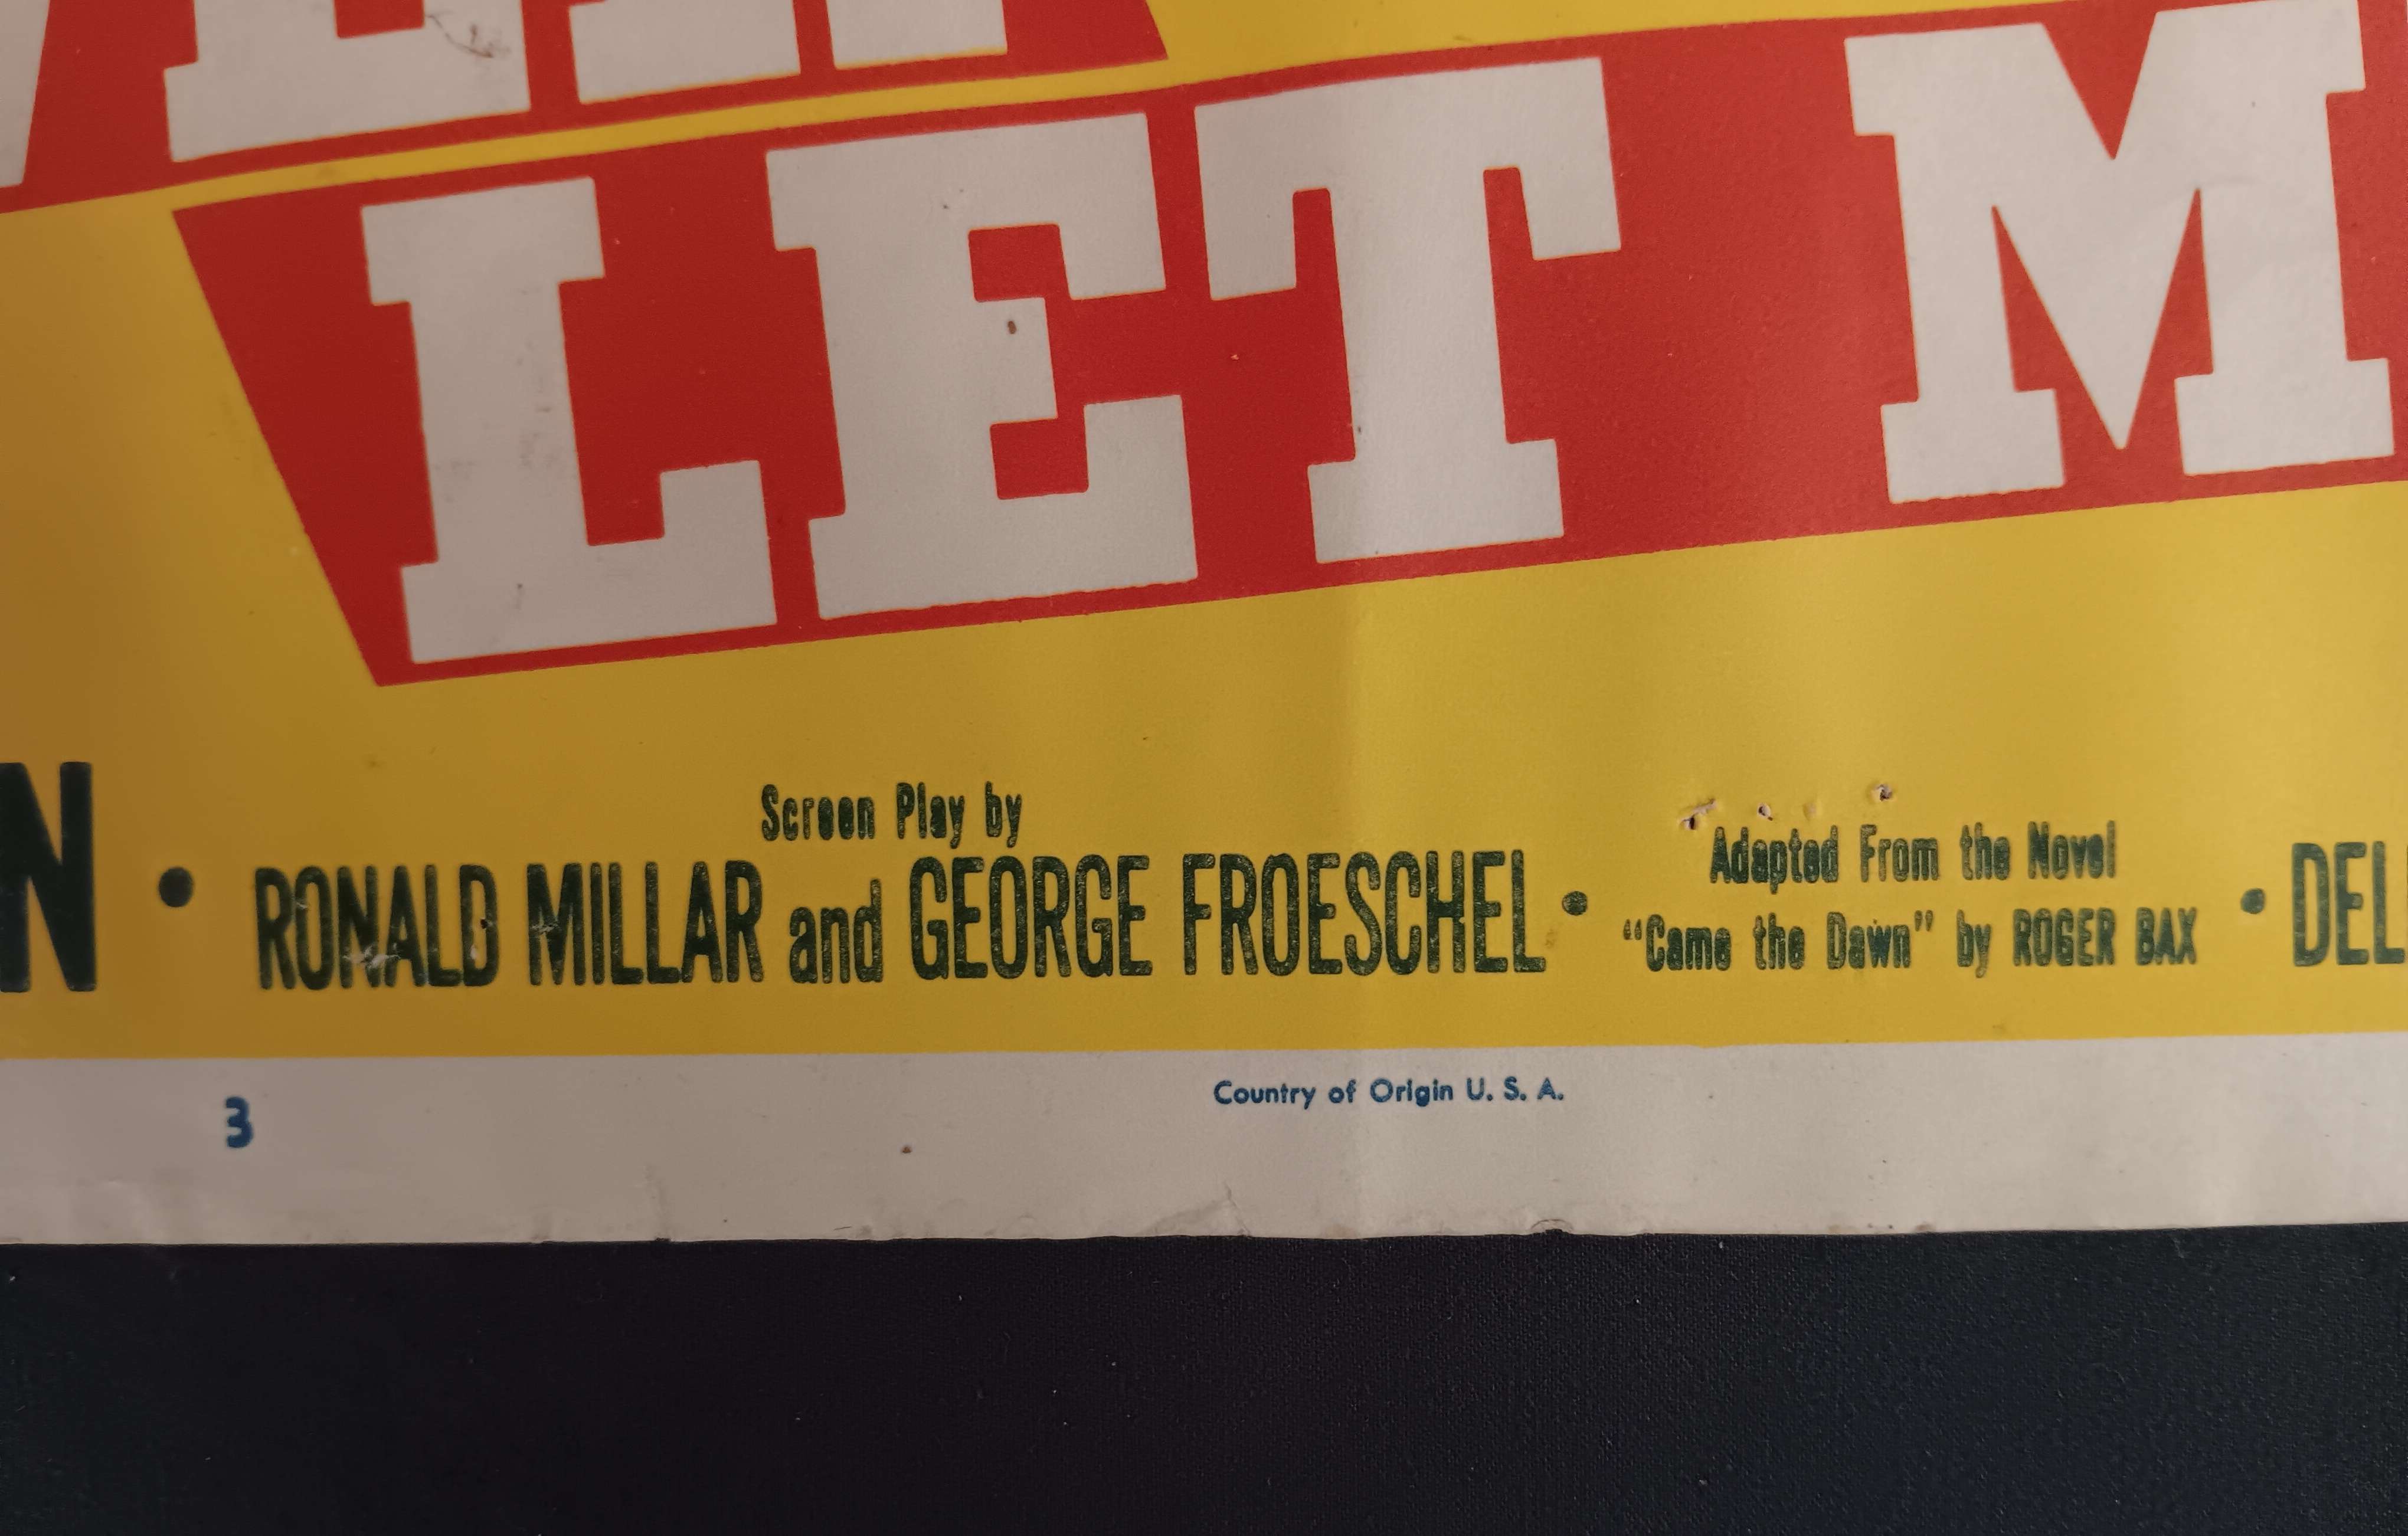 LET M
Screen Play by
N • RONALD MILLAR and GEORGE FROESCHEL •
Adapted From the Novel
"Came the Dawn" by ROGER BAX • DEL
3
Country of Origin U. S. A.